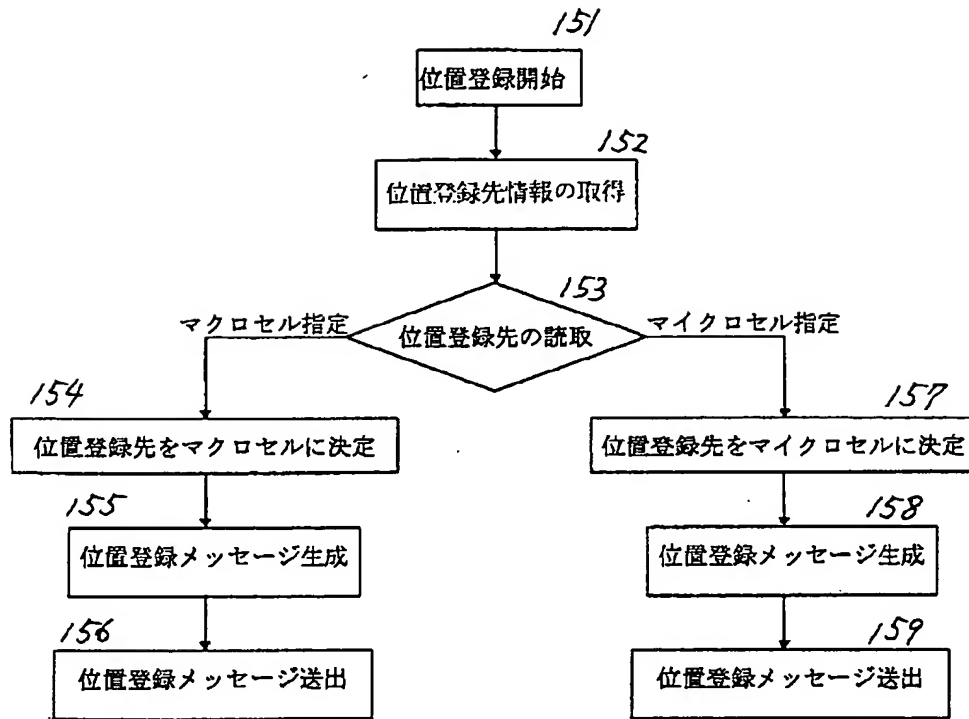 151
位置登録開始
152
位置登録先情報の取得
153
マクロセル指定
位置登録先の読取
マイクロセル指定
154
位置登録先をマクロセルに決定
157
位置登録先をマイクロセルに決定
155
位置登録メッセージ生成
158
位置登録メッセージ生成
156
位置登録メッセージ送出
159
位置登録メッセージ送出